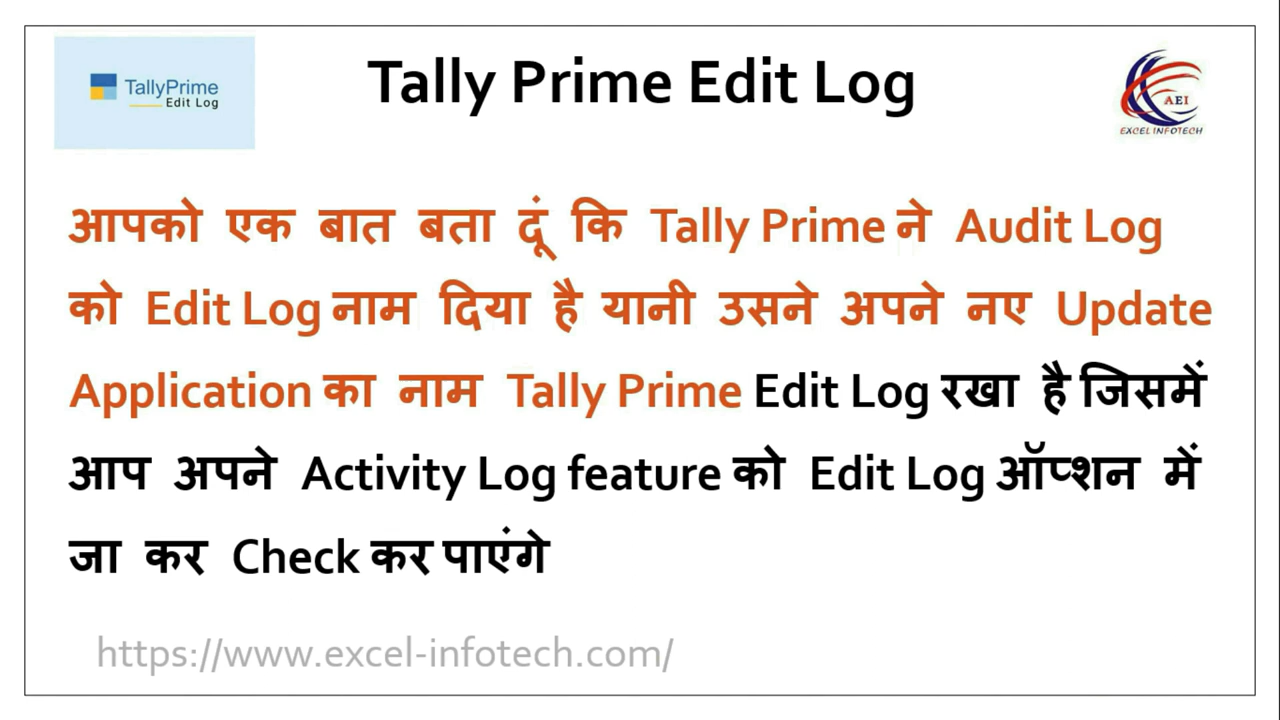 TallyPrime
Edit Log
Tally Prime Edit Log
AEI
EXCEL INFOTECH
आपको एक बात बता दूं कि Tally Prime ने Audit Log
को Edit Log नाम दिया है यानी उसने अपने नए Update
Application का नाम Tally Prime Edit Log रखा है जिसमें
आप अपने Activity Log feature को Edit Log ऑप्शन में
जा कर Check कर पाएंगे
https://www.excel-infotech.com/